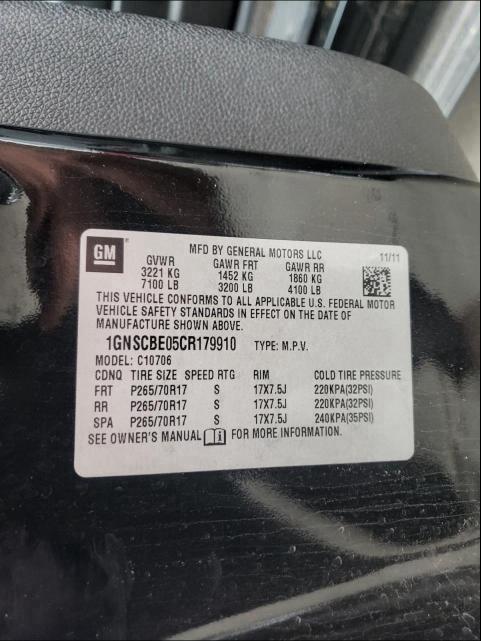 GM ®
MFD BY GENERAL MOTORS LLC 11/11
GVWR GAWR FRT GAWR RR
3221 KG 1452 KG 1860 KG
7100 LB 3200 LB 4100 LB
THIS VEHICLE CONFORMS TO ALL APPLICABLE U.S. FEDERAL MOTOR
VEHICLE SAFETY STANDARDS IN EFFECT ON THE DATE OF
MANUFACTURE SHOWN ABOVE.
1GNSCBE05CR179910 TYPE: M.P.V.
MODEL: C10706
CDNQ TIRE SIZE SPEED RTG RIM COLD TIRE PRESSURE
FRT P265/70R17 S 17X7.5J 220KPA(32PSI)
RR P265/70R17 S 17X7.5J 220KPA(32PSI)
SPA P265/70R17 S 17X7.5J 240KPA(35PSI)
SEE OWNER'S MANUAL FOR MORE INFORMATION.